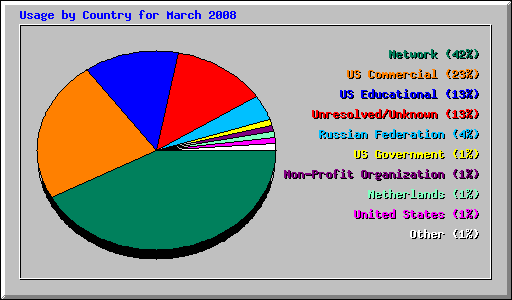 Usage by Country for March 2008
Network (42%)
US Commercial (23%)
US Educational (13%)
Unresolved/Unknown (13%)
Russian Federation (4%)
US Government (1%)
Non-Profit Organization (1%)
Netherlands (1%)
United States (1%)
Other (1%)